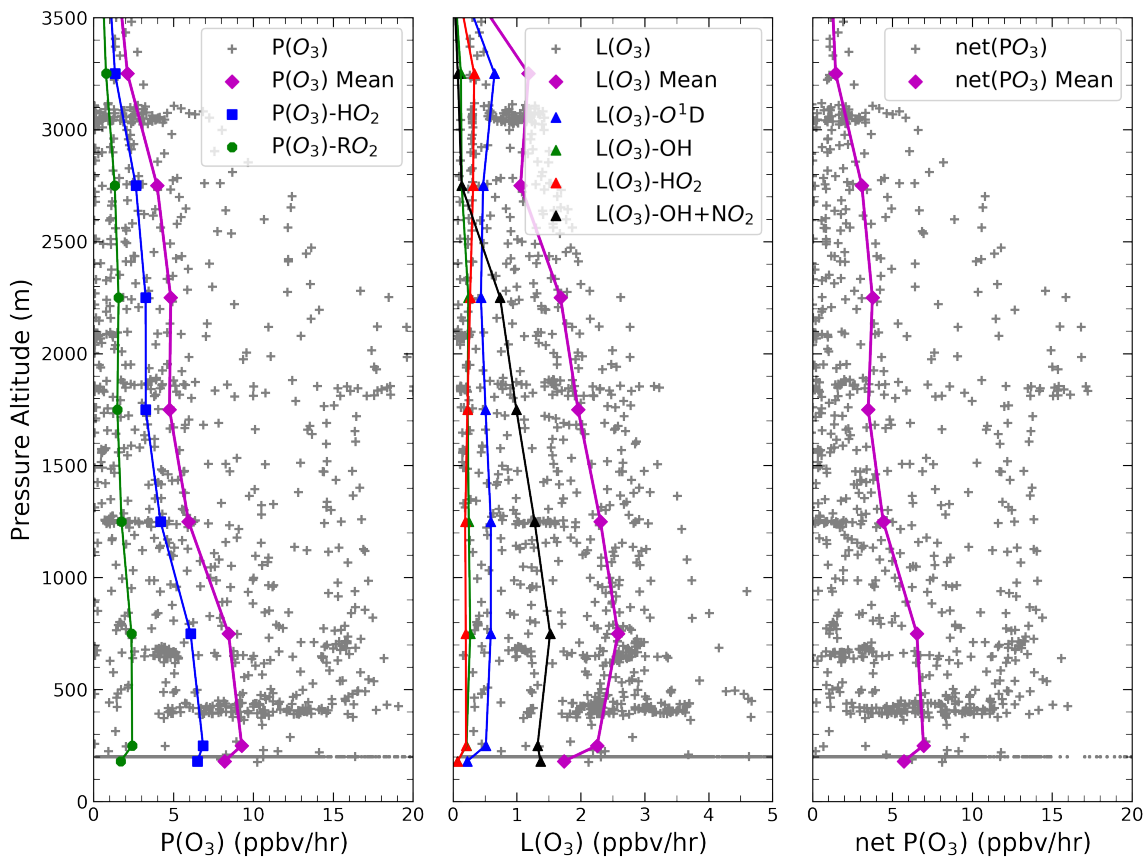 3500
3000
2500
2000
1500
1000
500
0
Pressure Altitude (m)
P(O₃)
P(O₃) Mean
P(O₃)-HO₂
P(O₃)-RO₂
0 5 10 15 20
P(O₃) (ppbv/hr)
L(O₃)
L(O₃) Mean
L(O₃)-O¹D
L(O₃)-OH
L(O₃)-HO₂
L(O₃)-OH+NO₂
0 1 2 3 4 5
L(O₃) (ppbv/hr)
net(PO₃)
net(PO₃) Mean
0 5 10 15 20
net P(O₃) (ppbv/hr)